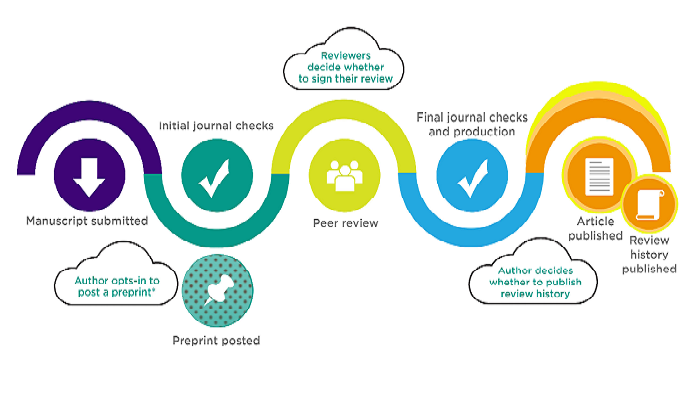 Reviewers
decide whether
to sign their review
Initial journal checks
Final journal checks
and production
Manuscript submitted
Peer review
Article
published
Review
history
published
Author opts-in to
post a preprint*
Author decides
whether to publish
review history
Preprint posted